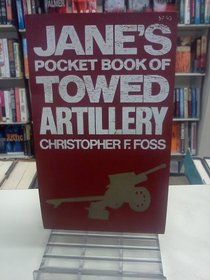 JANE'S
POCKET BOOK OF
TOWED
ARTILLERY
CHRISTOPHER F. FOSS